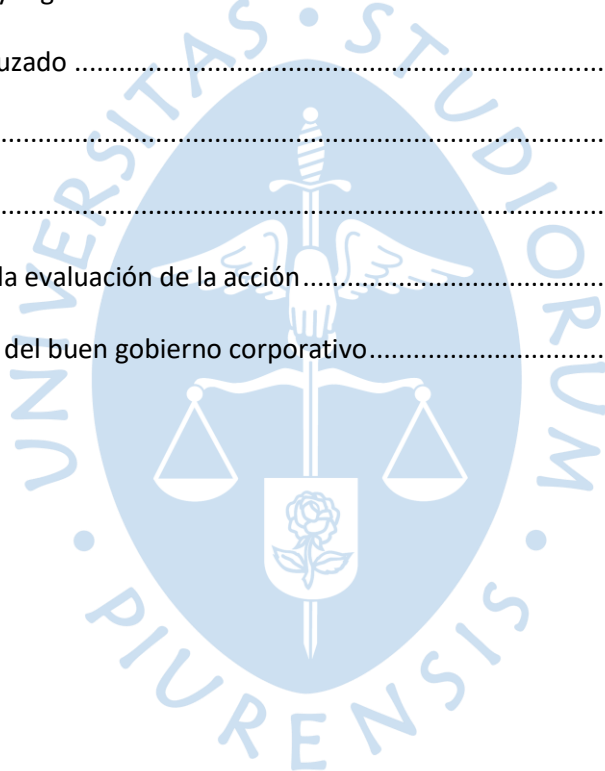 uzado ........................................................................................
.....................................................................................................
.....................................................................................................
la evaluación de la acción..................................................
del buen gobierno corporativo.......................................
UNIVERSITAS • STUDIORUM • PIURENSIS •